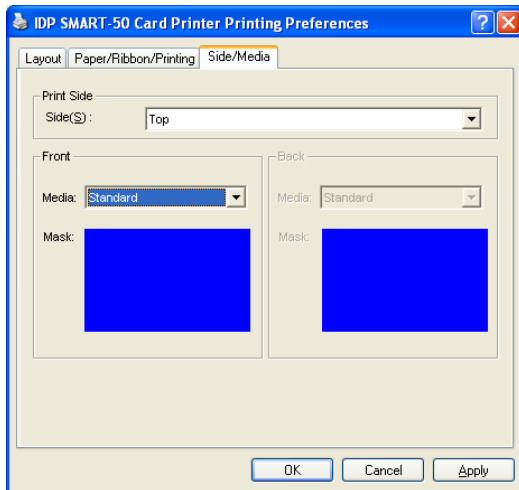 IDP SMART-50 Card Printer Printing Preferences
Layout Paper/Ribbon/Printing Side/Media
Print Side
Side(S) : Top
Front Back
Media: Standard Media: Standard
Mask: Mask:
OK Cancel Apply